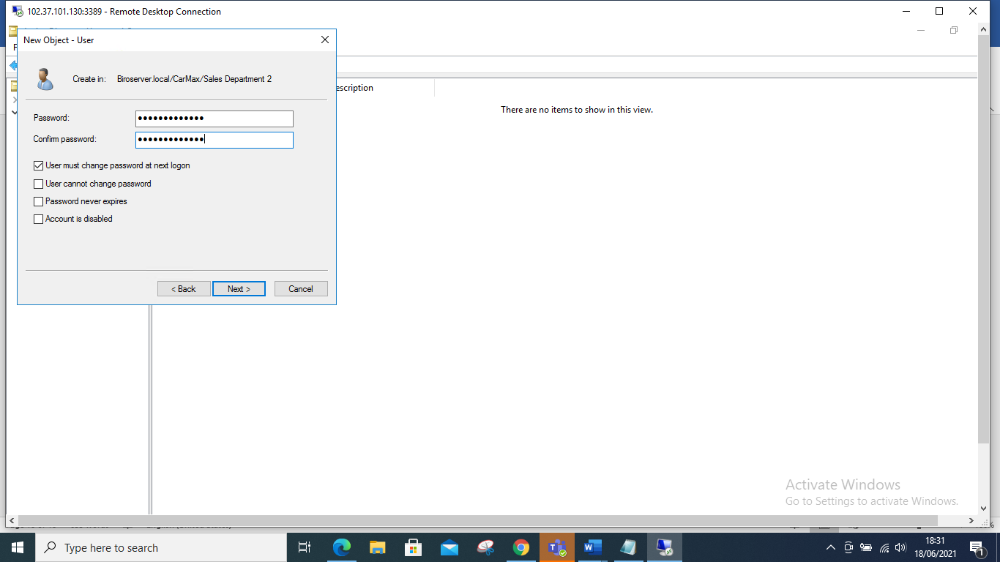 102.37.101.130:3389 - Remote Desktop Connection
New Object - User
Create in: Biroserver.local/CarMax/Sales Department 2
escription
There are no items to show in this view.
Password: •••••••••••••
Confirm password: •••••••••••••
User must change password at next logon
User cannot change password
Password never expires
Account is disabled
< Back Next > Cancel
Activate Windows
Go to Settings to activate Windows.
Type here to search
18:31
18/06/2021
1